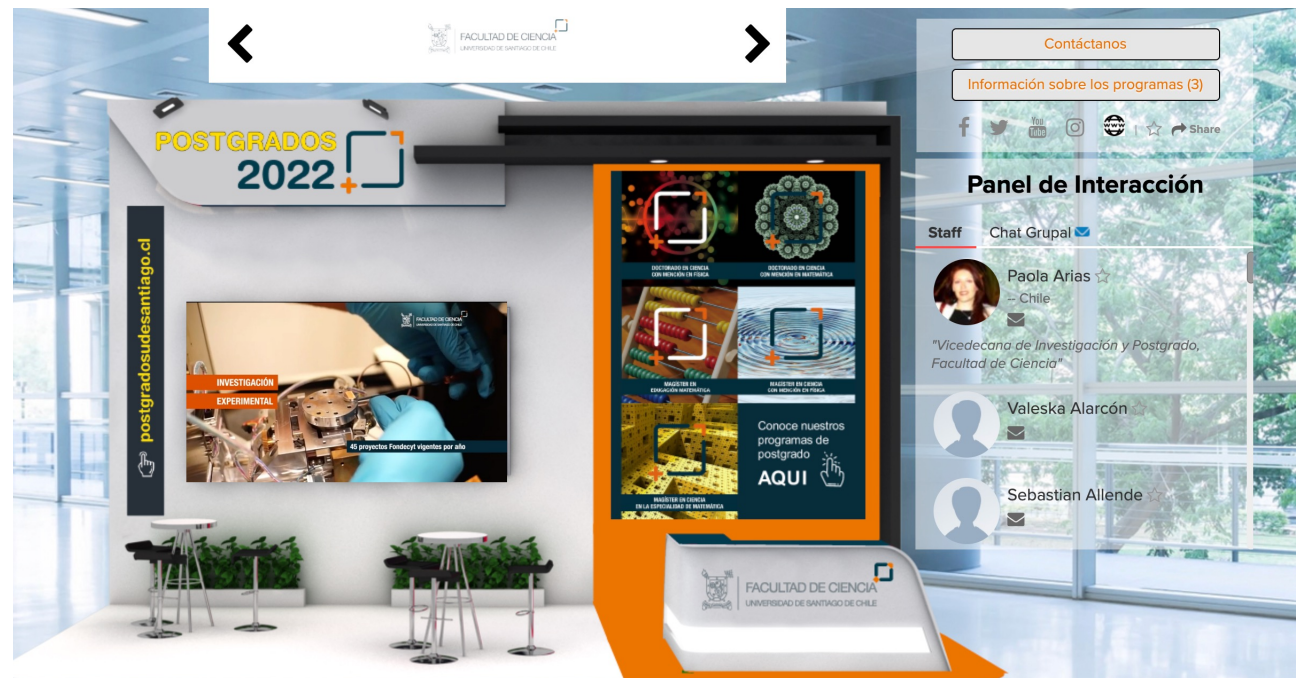 FACULTAD DE CIENCIA
UNIVERSIDAD DE SANTIAGO DE CHILE
POSTGRADOS
2022
postgradosudesantiago.cl
FACULTAD DE CIENCIA
UNIVERSIDAD DE SANTIAGO DE CHILE
INVESTIGACIÓN
EXPERIMENTAL
45 proyectos Fondecyt vigentes por año
DOCTORADO EN CIENCIA
CON MENCIÓN EN FÍSICA
DOCTORADO EN CIENCIA
CON MENCIÓN EN MATEMÁTICA
MAGÍSTER EN
EDUCACIÓN MATEMÁTICA
MAGÍSTER EN CIENCIA
CON MENCIÓN EN FÍSICA
MAGÍSTER EN CIENCIA
EN LA ESPECIALIDAD DE MATEMÁTICA
Conoce nuestros
programas de
postgrado
AQUI
FACULTAD DE CIENCIA
UNIVERSIDAD DE SANTIAGO DE CHILE
Contáctanos
Información sobre los programas (3)
f
You
Tube
www
|
Share
Panel de Interacción
Staff
Chat Grupal
Paola Arias
-- Chile
"Vicedecana de Investigación y Postgrado,
Facultad de Ciencia"
Valeska Alarcón
Sebastian Allende